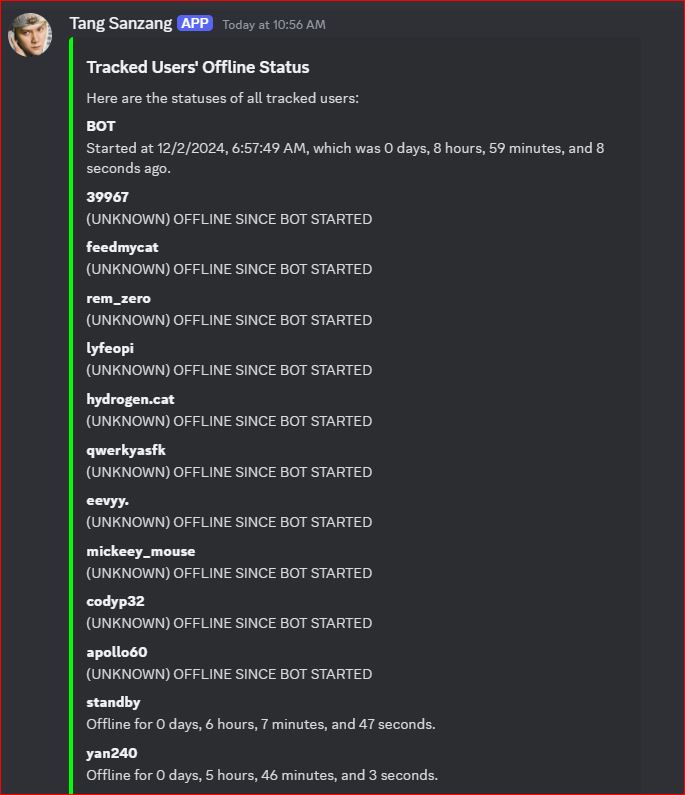 Tang Sanzang APP Today at 10:56 AM
Tracked Users' Offline Status
Here are the statuses of all tracked users:
BOT
Started at 12/2/2024, 6:57:49 AM, which was 0 days, 8 hours, 59 minutes, and 8
seconds ago.
39967
(UNKNOWN) OFFLINE SINCE BOT STARTED
feedmycat
(UNKNOWN) OFFLINE SINCE BOT STARTED
rem_zero
(UNKNOWN) OFFLINE SINCE BOT STARTED
lyfeopi
(UNKNOWN) OFFLINE SINCE BOT STARTED
hydrogen.cat
(UNKNOWN) OFFLINE SINCE BOT STARTED
qwerkyasfk
(UNKNOWN) OFFLINE SINCE BOT STARTED
eevyy.
(UNKNOWN) OFFLINE SINCE BOT STARTED
mickeey_mouse
(UNKNOWN) OFFLINE SINCE BOT STARTED
codyp32
(UNKNOWN) OFFLINE SINCE BOT STARTED
apollo60
(UNKNOWN) OFFLINE SINCE BOT STARTED
standby
Offline for 0 days, 6 hours, 7 minutes, and 47 seconds.
yan240
Offline for 0 days, 5 hours, 46 minutes, and 3 seconds.